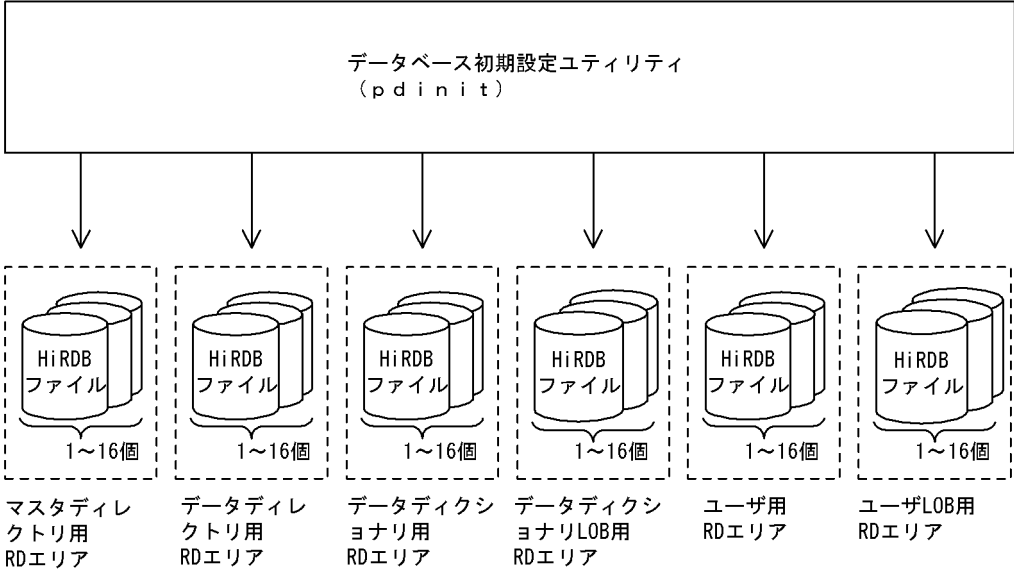 データベース初期設定ユティリティ
（ｐｄｉｎｉｔ）
HiRDB
ファイル
1～16個
HiRDB
ファイル
1～16個
HiRDB
ファイル
1～16個
HiRDB
ファイル
1～16個
HiRDB
ファイル
1～16個
HiRDB
ファイル
1～16個
マスタディレ
クトリ用
RDエリア
データディレ
クトリ用
RDエリア
データディクシ
ョナリ用
RDエリア
データディクシ
ョナリLOB用
RDエリア
ユーザ用
RDエリア
ユーザLOB用
RDエリア